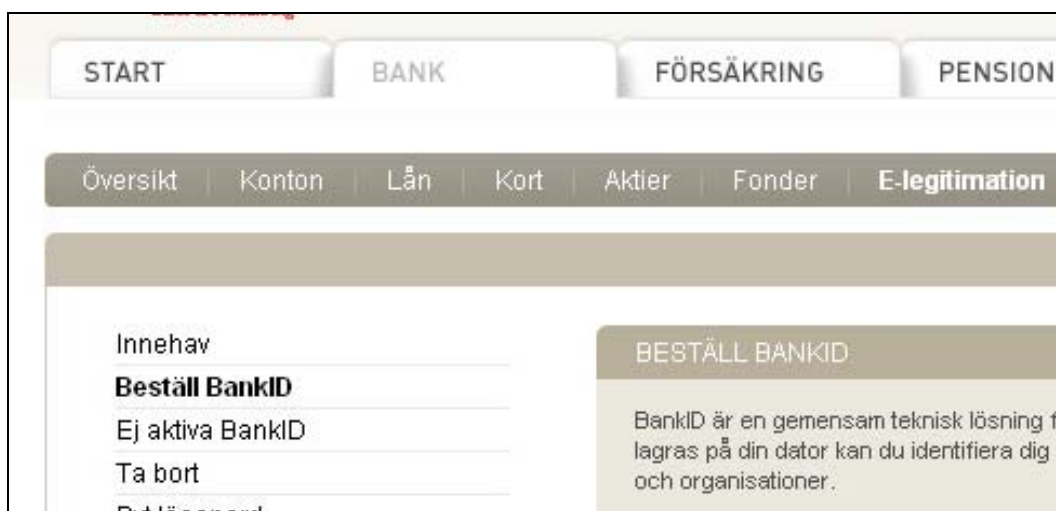 START BANK FÖRSÄKRING PENSION
Översikt Konton Lån Kort Aktier Fonder E-legitimation
Innehav
Beställ BankID
Ej aktiva BankID
Ta bort
BESTÄLL BANKID
BankID är en gemensam teknisk lösning f
lagras på din dator kan du identifiera dig
och organisationer.